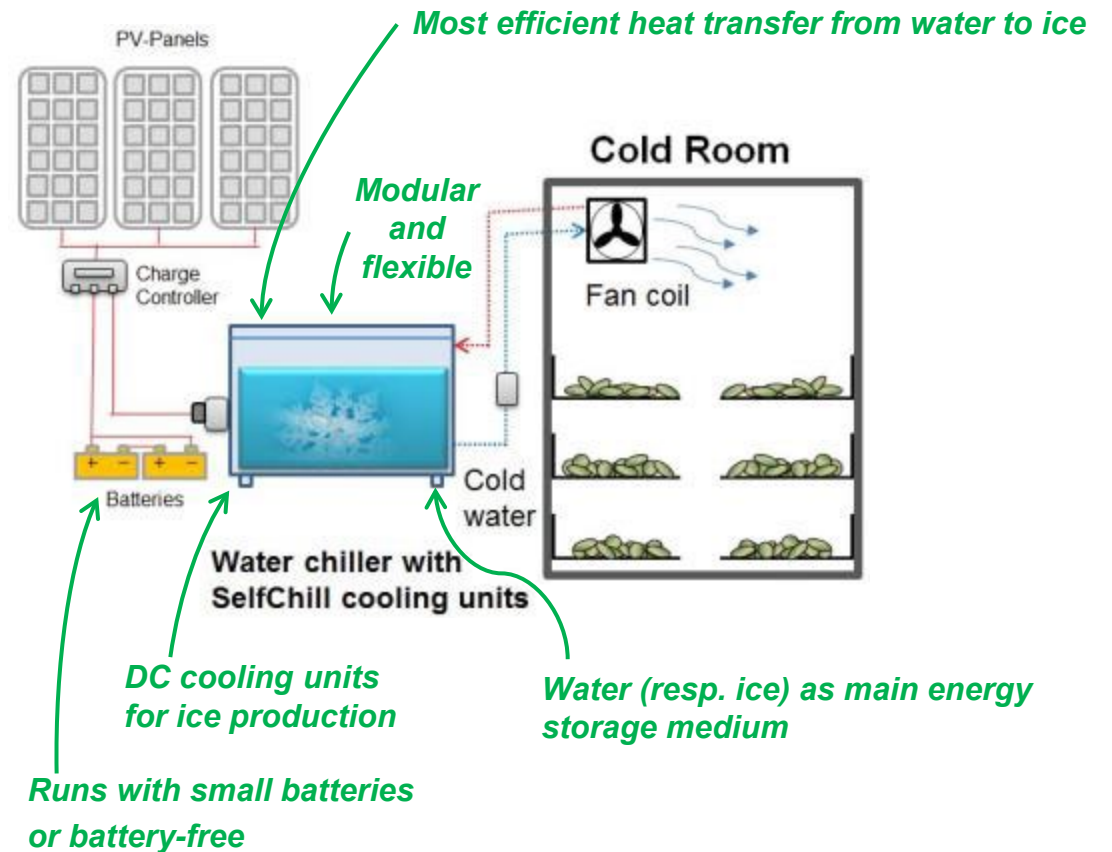 Most efficient heat transfer from water to ice
PV-Panels
Cold Room
Modular
and
flexible
Charge
Controller
Fan coil
+ − + −
Batteries
Cold
water
Water chiller with
SelfChill cooling units
DC cooling units
for ice production
Water (resp. ice) as main energy
storage medium
Runs with small batteries
or battery-free